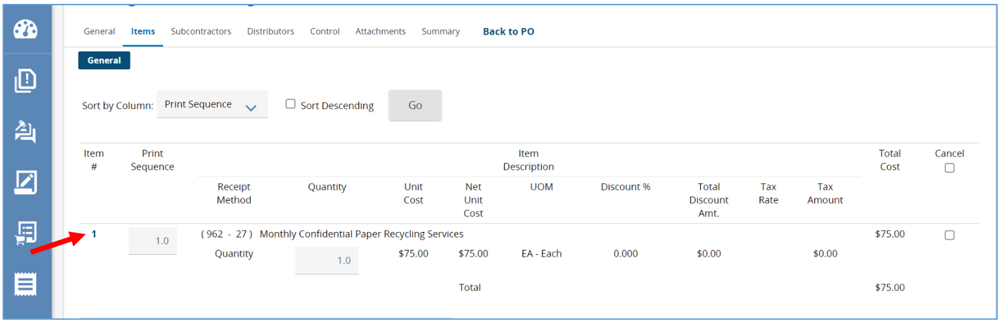 General Items Subcontractors Distributors Control Attachments Summary Back to PO
General
Sort by Column: Print Sequence Sort Descending Go
Item # Print Sequence Item Description Total Cost Cancel
Receipt Method Quantity Unit Cost Net Unit Cost UOM Discount % Total Discount Amt. Tax Rate Tax Amount
1 1.0 ( 962 - 27 ) Monthly Confidential Paper Recycling Services $75.00
Quantity 1.0 $75.00 $75.00 EA - Each 0.000 $0.00 $0.00
Total $75.00